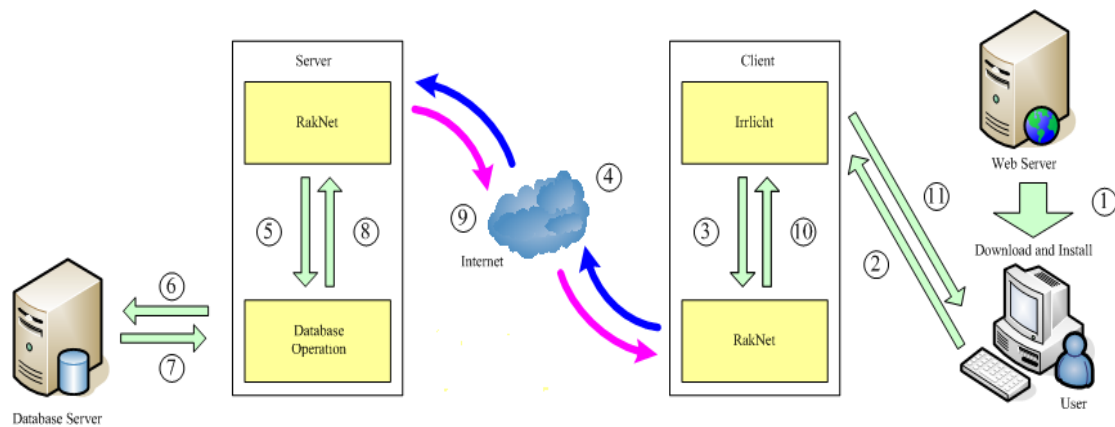 Server
RakNet
⑤
⑧
Database
Operation
⑥
⑦
Database Server
④
⑨
Internet
Client
Irrlicht
③
⑩
RakNet
②
⑪
Web Server
①
Download and Install
User